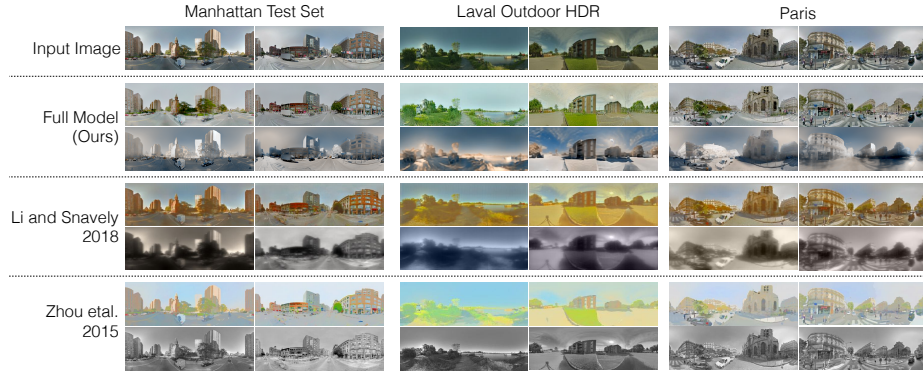 Manhattan Test Set
Laval Outdoor HDR
Paris
Input Image
Full Model
(Ours)
Li and Snavely
2018
Zhou etal.
2015